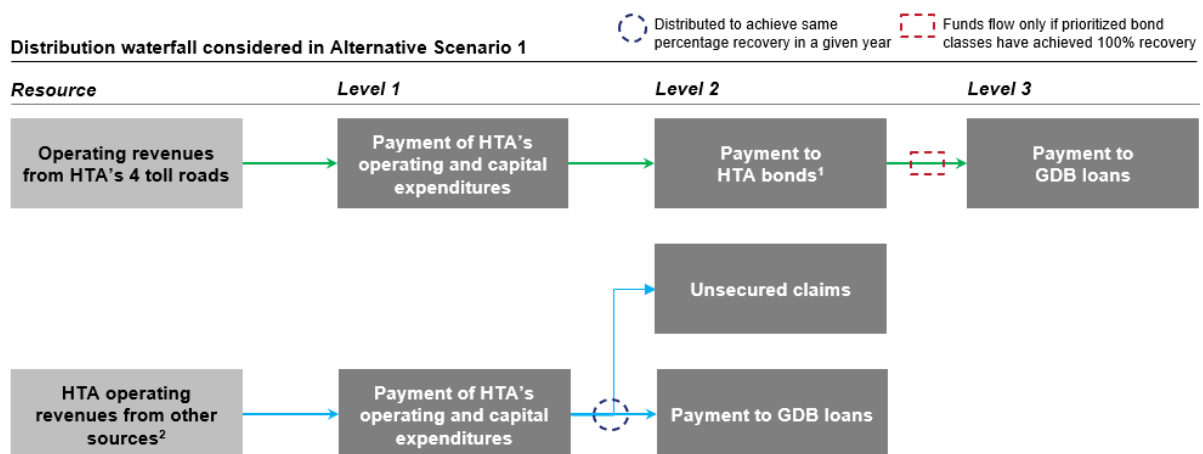 Distributed to achieve same
percentage recovery in a given year
Funds flow only if prioritized bond
classes have achieved 100% recovery
Distribution waterfall considered in Alternative Scenario 1
Resource
Level 1
Level 2
Level 3
Operating revenues
from HTA's 4 toll roads
Payment of HTA's
operating and capital
expenditures
Payment to
HTA bonds¹
Payment to
GDB loans
Unsecured claims
HTA operating
revenues from other
sources²
Payment of HTA's
operating and capital
expenditures
Payment to GDB loans